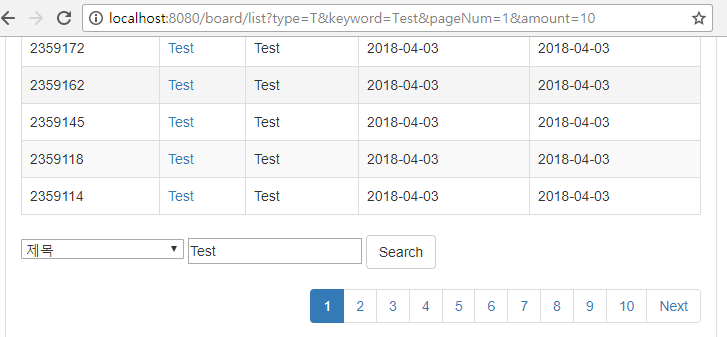 localhost:8080/board/list?type=T&keyword=Test&pageNum=1&amount=10
2359172 Test Test 2018-04-03 2018-04-03
2359162 Test Test 2018-04-03 2018-04-03
2359145 Test Test 2018-04-03 2018-04-03
2359118 Test Test 2018-04-03 2018-04-03
2359114 Test Test 2018-04-03 2018-04-03
제목 Test Search
1 2 3 4 5 6 7 8 9 10 Next